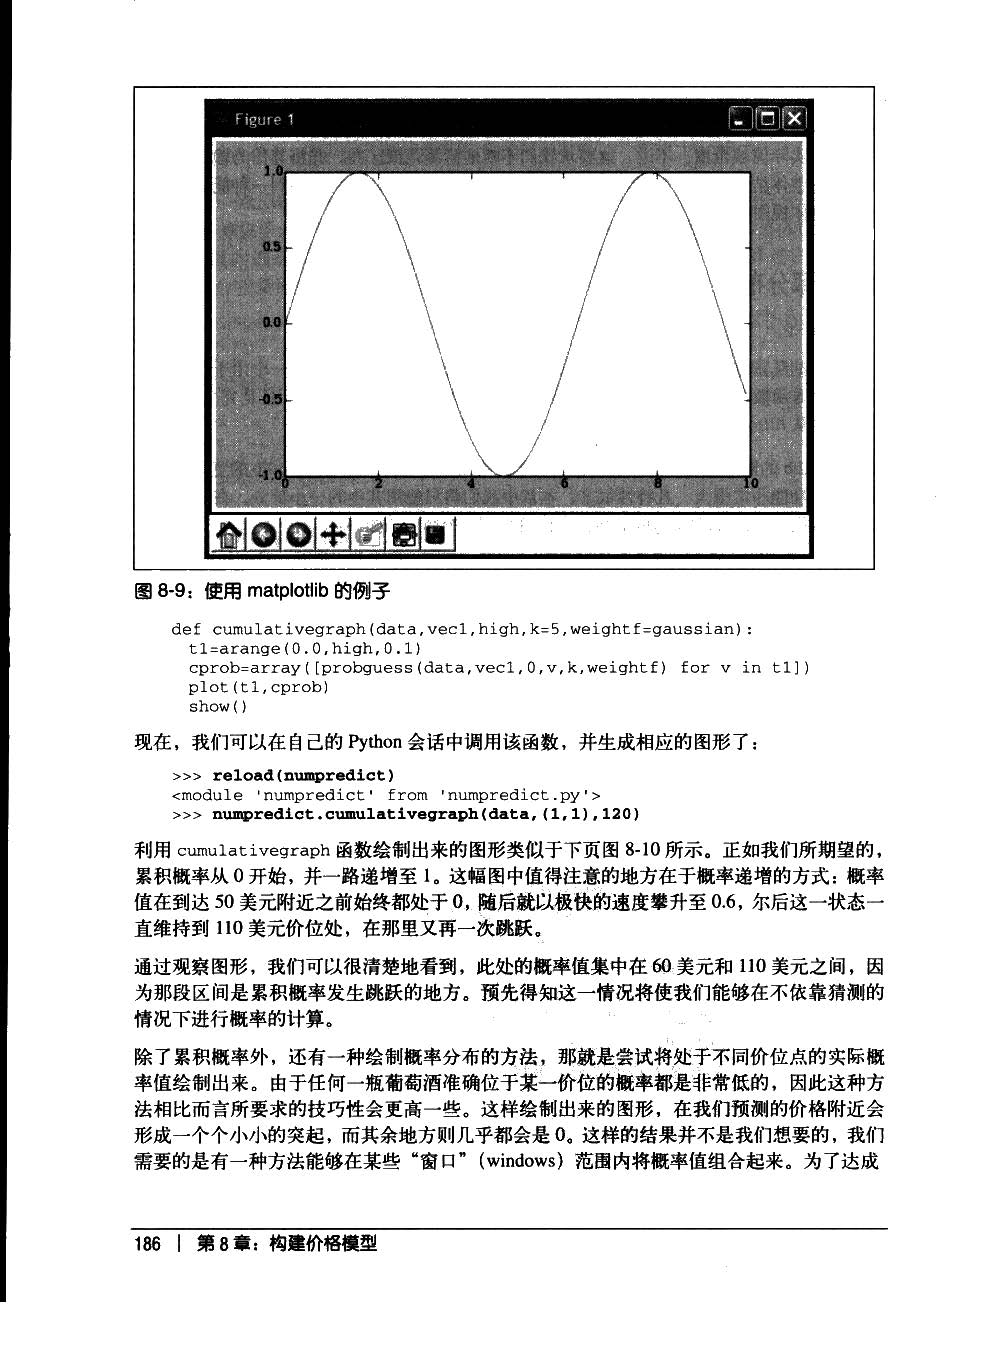 Figure 1
1.0
0.5
0.0
-0.5
-1.0
0 2 4 6 8 10
图 8-9：使用 matplotlib 的例子
def cumulativegraph(data,vec1,high,k=5,weightf=gaussian):
t1=arange(0.0,high,0.1)
cprob=array([probguess(data,vec1,0,v,k,weightf) for v in t1])
plot(t1,cprob)
show()
现在，我们可以在自己的 Python 会话中调用该函数，并生成相应的图形了：
>>> reload(numpredict)
<module 'numpredict' from 'numpredict.py'>
>>> numpredict.cumulativegraph(data,(1,1),120)
利用 cumulativegraph 函数绘制出来的图形类似于下页图 8-10 所示。正如我们所期望的，
累积概率从 0 开始，并一路递增至 1。这幅图中值得注意的地方在于概率递增的方式：概率
值在到达 50 美元附近之前始终都处于 0，随后就以极快的速度攀升至 0.6，尔后这一状态一
直维持到 110 美元价位处，在那里又再一次跳跃。
通过观察图形，我们可以很清楚地看到，此处的概率值集中在 60 美元和 110 美元之间，因
为那段区间是累积概率发生跳跃的地方。预先得知这一情况将使我们能够在不依靠猜测的
情况下进行概率的计算。
除了累积概率外，还有一种绘制概率分布的方法，那就是尝试将处于不同价位点的实际概
率值绘制出来。由于任何一瓶葡萄酒准确位于某一价位的概率都是非常低的，因此这种方
法相比而言所要求的技巧性会更高一些。这样绘制出来的图形，在我们预测的价格附近会
形成一个个小小的突起，而其余地方则几乎都会是 0。这样的结果并不是我们想要的，我们
需要的是有一种方法能够在某些“窗口”（windows）范围内将概率值组合起来。为了达成
186 | 第 8 章：构建价格模型